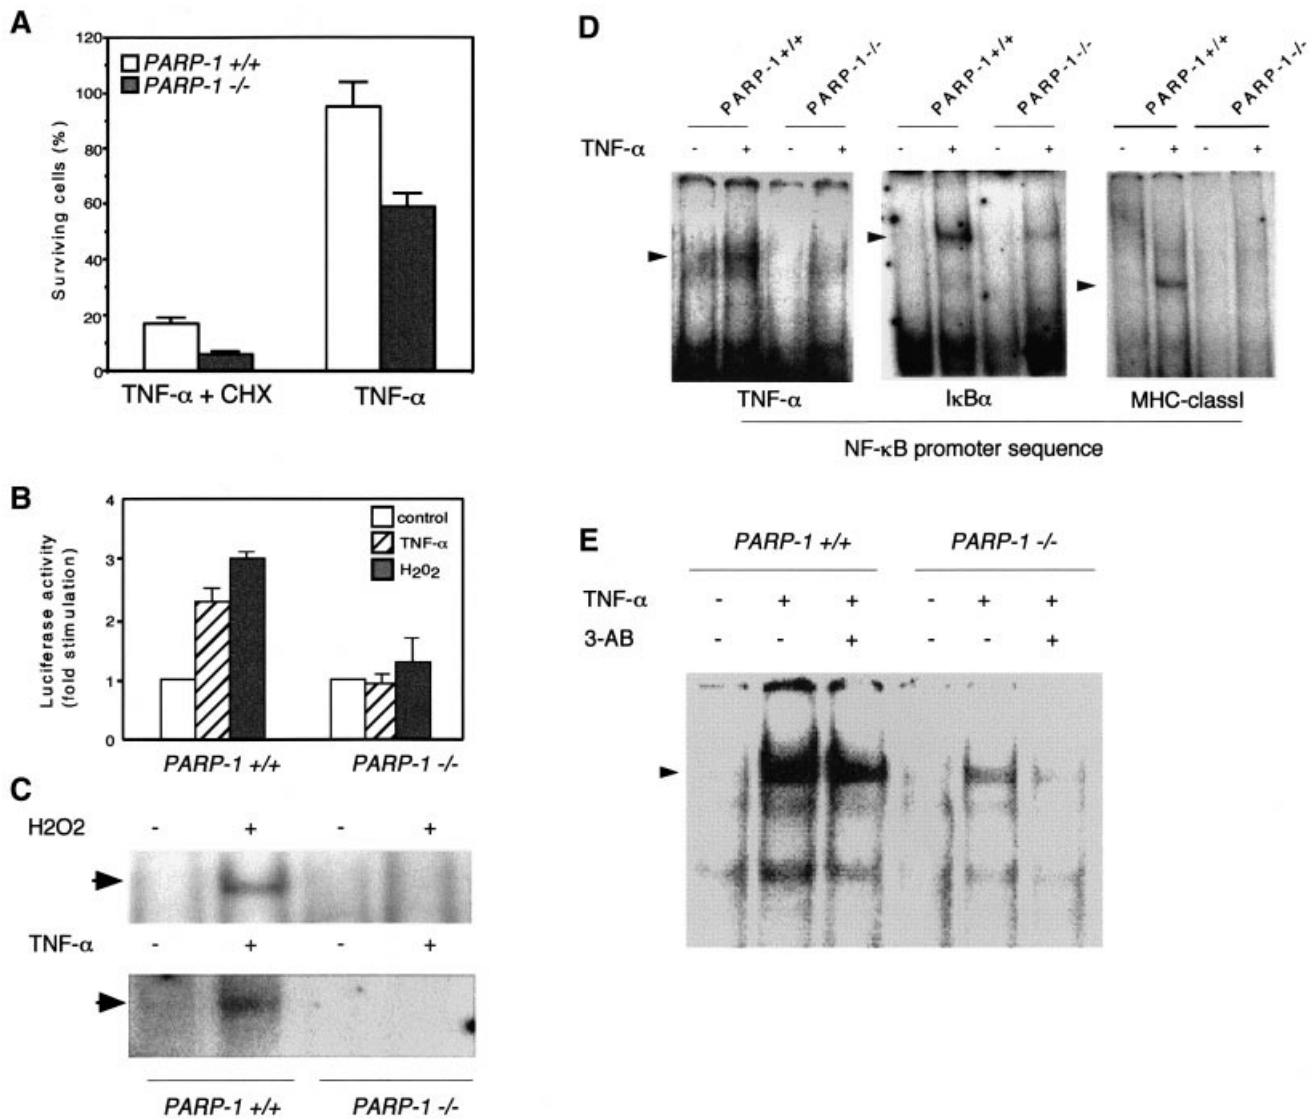 A
120
100
80
60
40
20
0
Surviving cells (%)
PARP-1 +/+
PARP-1 -/-
TNF-α + CHX
TNF-α
B
4
3
2
1
0
Luciferase activity
(fold stimulation)
control
TNF-α
H2O2
PARP-1 +/+
PARP-1 -/-
C
H2O2
- + - +
TNF-α
- + - +
PARP-1 +/+
PARP-1 -/-
D
PARP-1 +/+
PARP-1 -/-
PARP-1 +/+
PARP-1 -/-
PARP-1 +/+
PARP-1 -/-
TNF-α
- + - + - + - + - + - +
TNF-α
IκBα
MHC-classI
NF-κB promoter sequence
E
PARP-1 +/+
PARP-1 -/-
TNF-α - + + - + +
3-AB - - + - - +